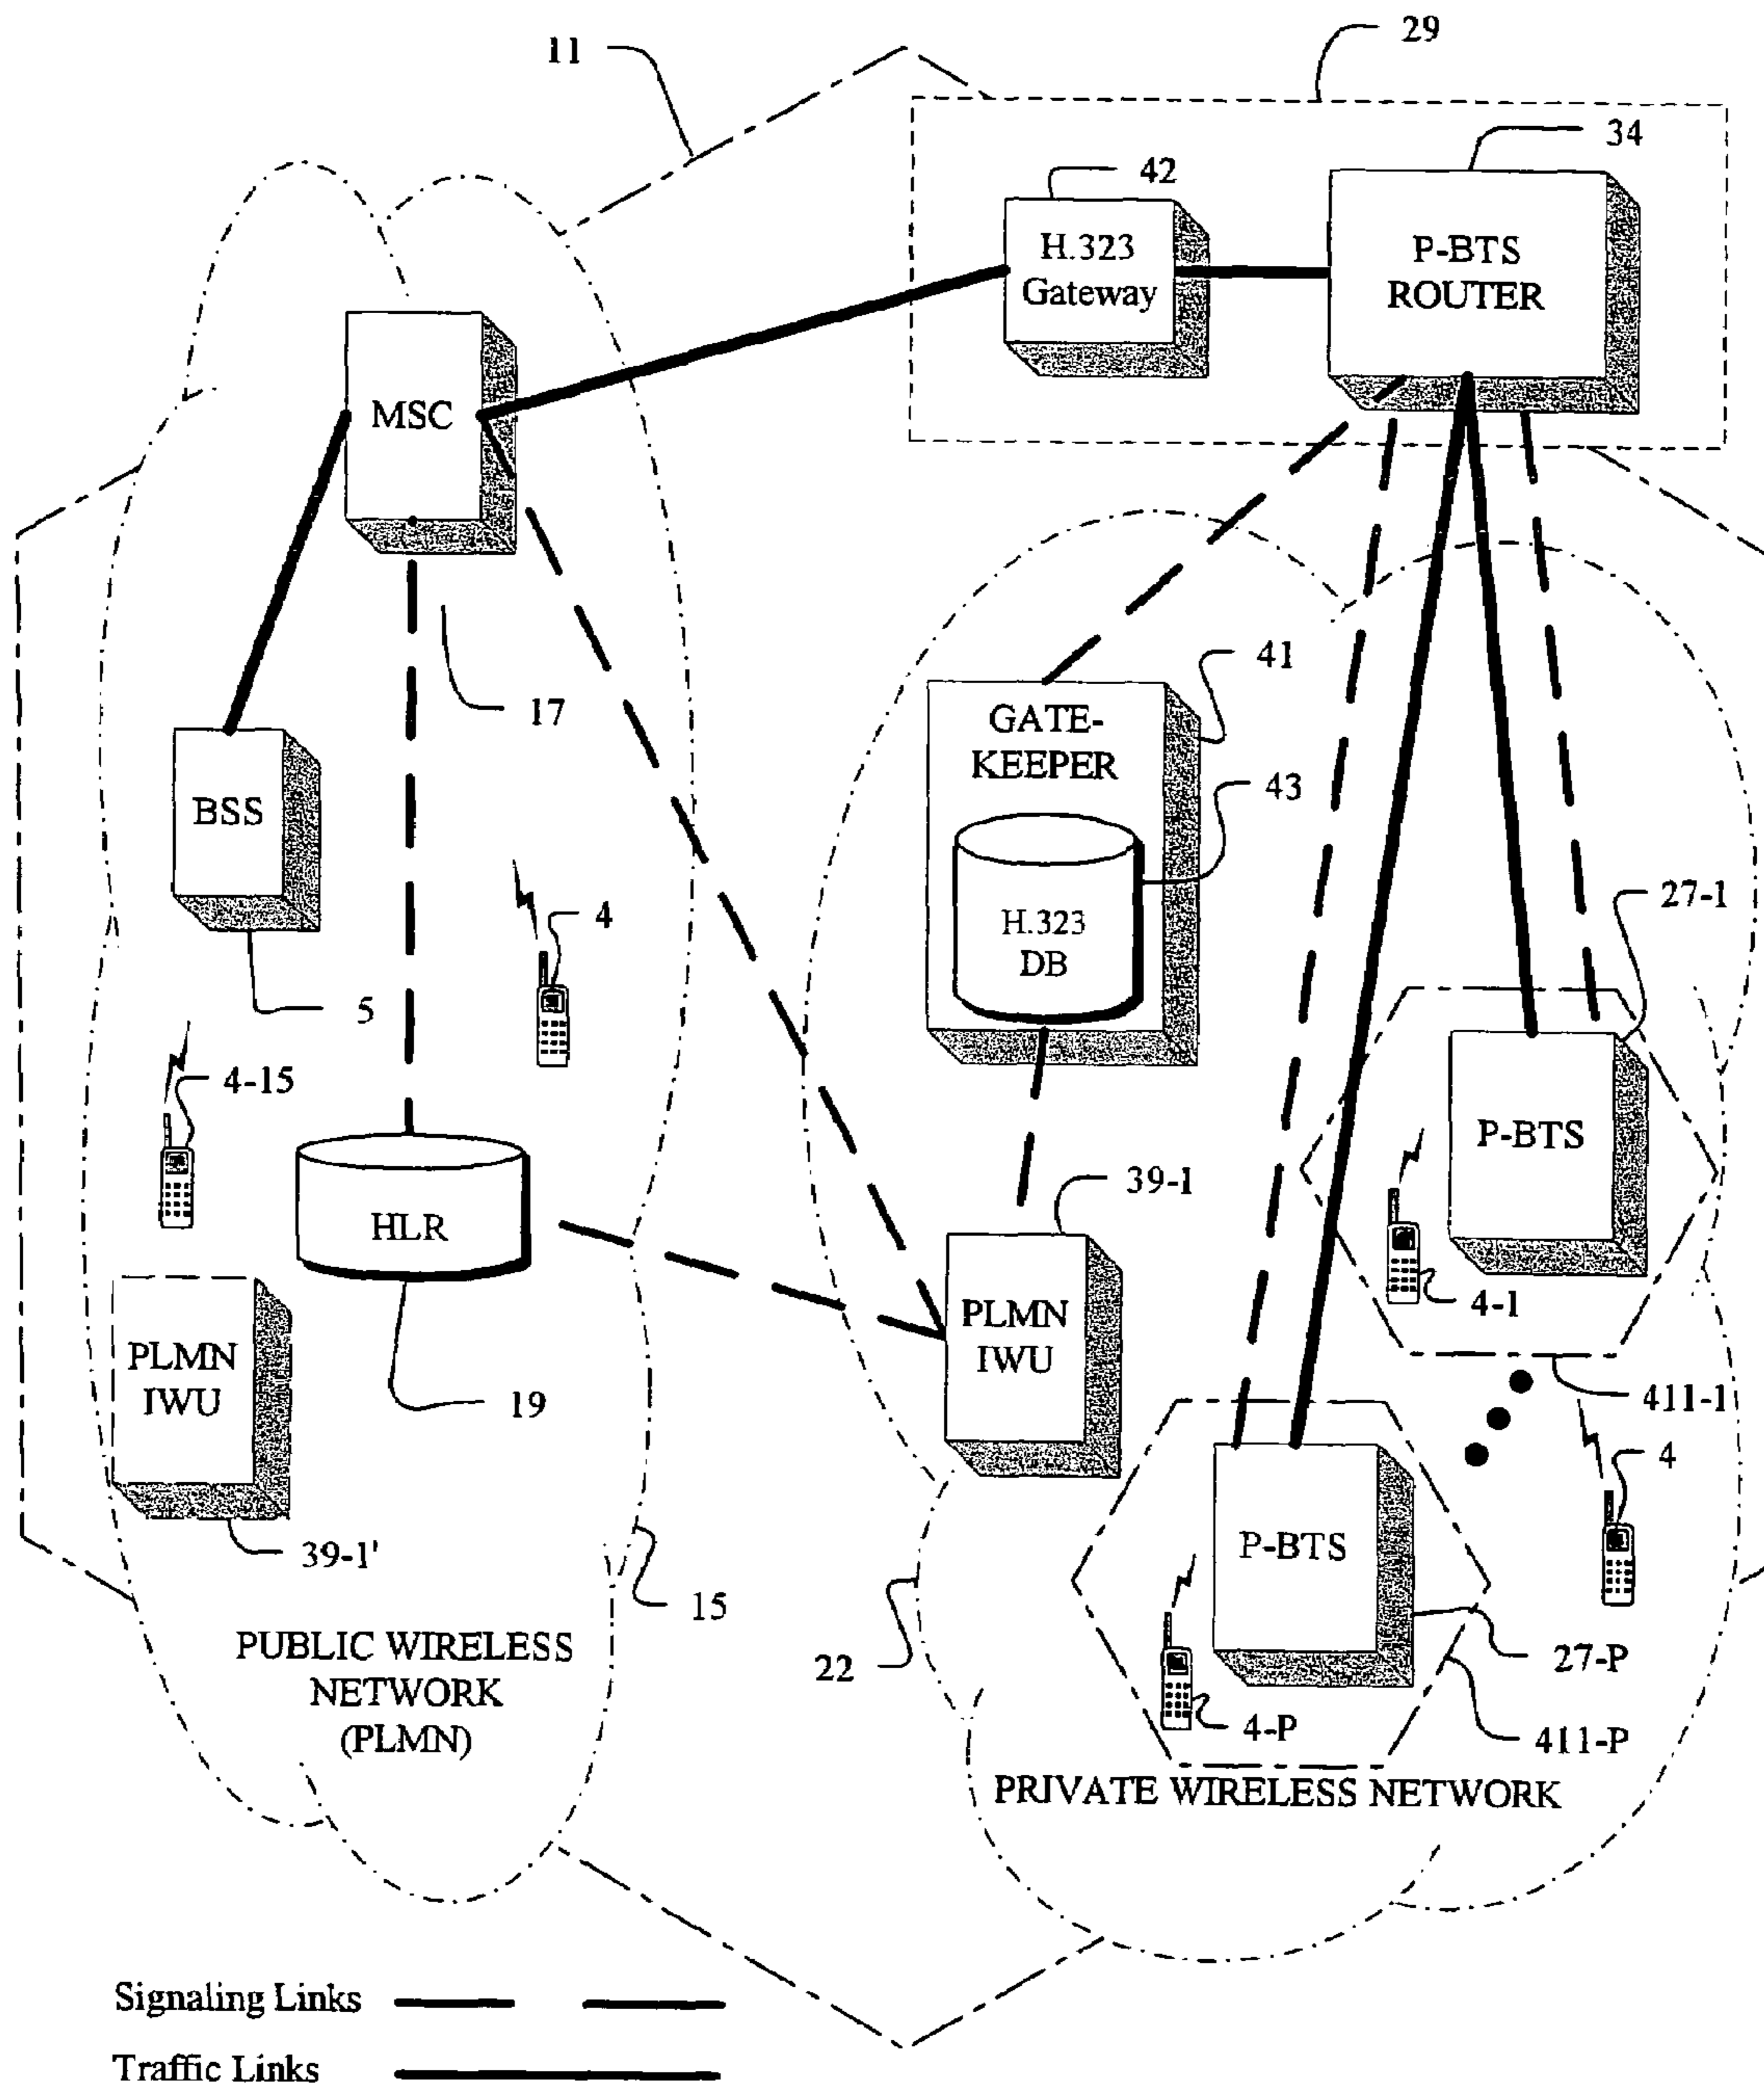 11
29
34
42
H.323
Gateway
P-BTS
ROUTER
MSC
17
41
GATE-
KEEPER
43
BSS
H.323
DB
27-1
4
5
4-15
P-BTS
39-1
HLR
4-1
PLMN
IWU
PLMN
IWU
19
411-1
4
39-1'
P-BTS
15
22
27-P
PUBLIC WIRELESS
NETWORK
(PLMN)
4-P
411-P
PRIVATE WIRELESS NETWORK
Signaling Links
Traffic Links